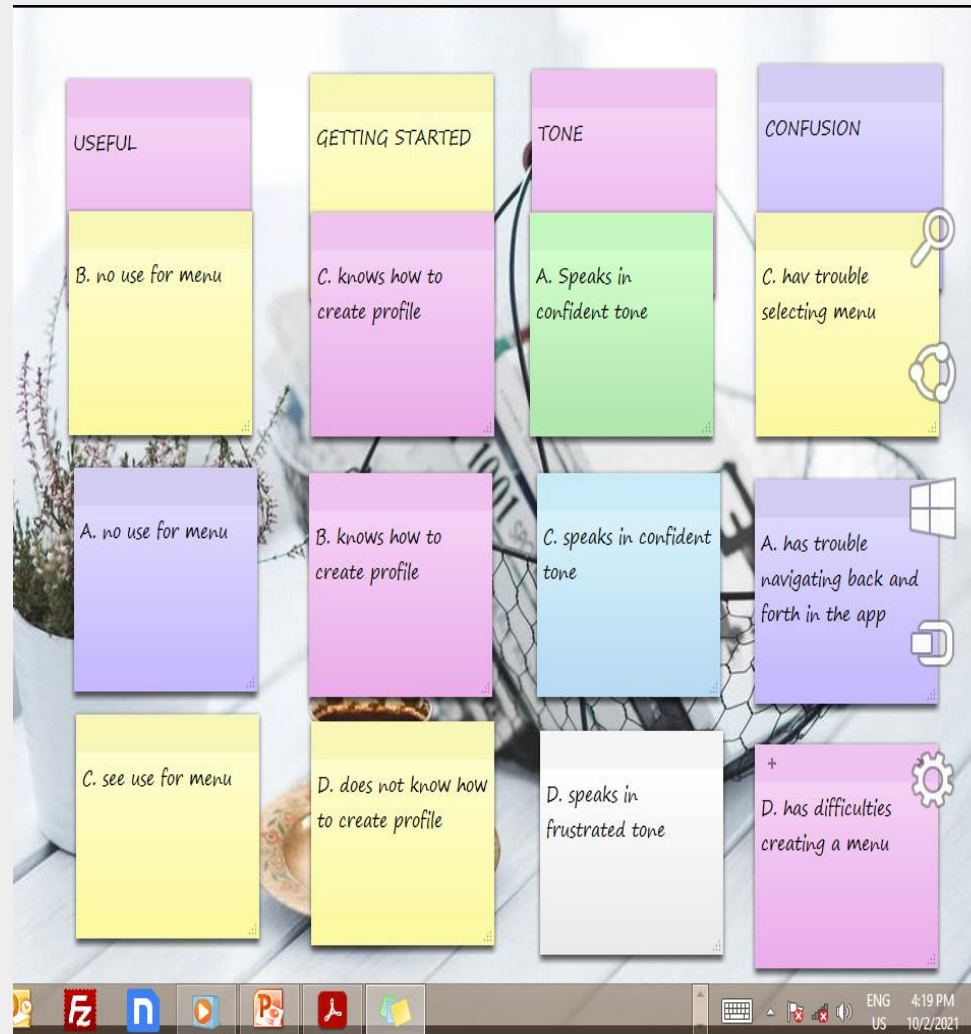 USEFUL
GETTING STARTED
TONE
CONFUSION
B. no use for menu
C. knows how to
create profile
A. Speaks in
confident tone
C. hav trouble
selecting menu
A. no use for menu
B. knows how to
create profile
C. speaks in confident
tone
A. has trouble
navigating back and
forth in the app
C. see use for menu
D. does not know how
to create profile
D. speaks in
frustrated tone
+
D. has difficulties
creating a menu
ENG
US
4:19 PM
10/2/2021